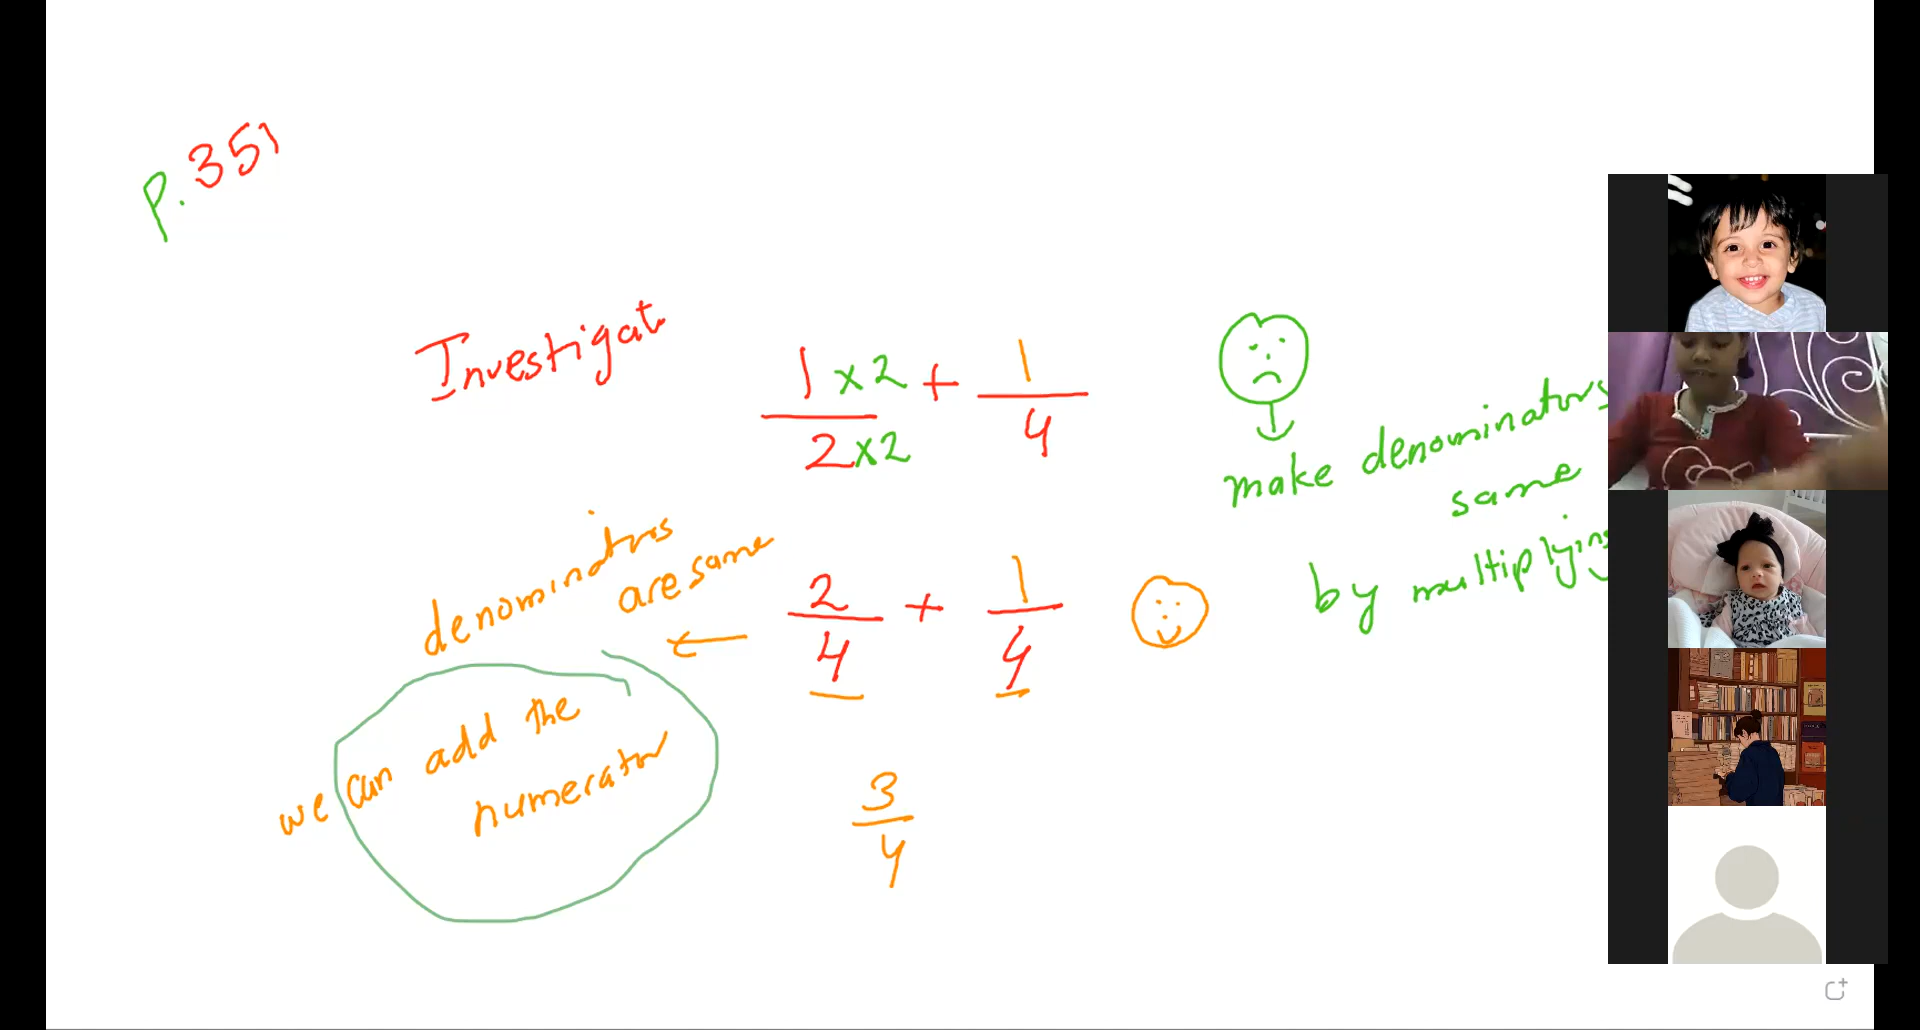 P. 351
Investigat
1 x 2 + 1
2 x 2 4
make denominators
same
by multiplying
denominators
are same
2 + 1
4 4
we can add the
numerator
3
4